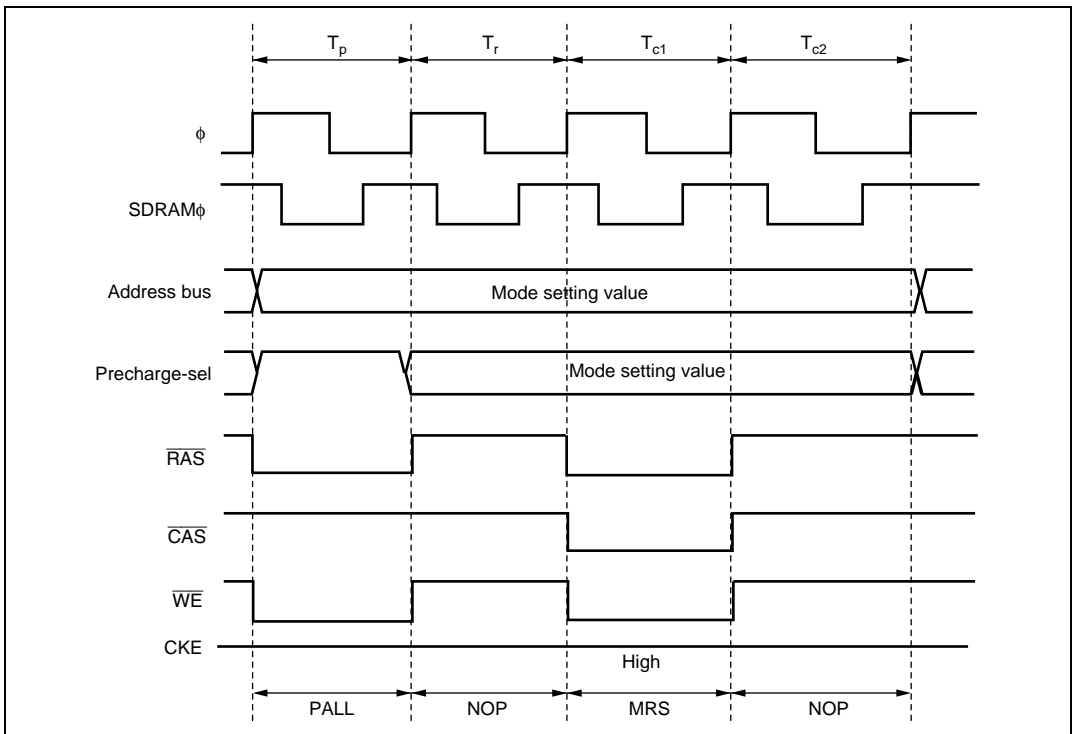 Tp Tr Tc1 Tc2
ϕ
SDRAMϕ
Address bus Mode setting value
Precharge-sel Mode setting value
RAS
CAS
WE
CKE
High
PALL NOP MRS NOP